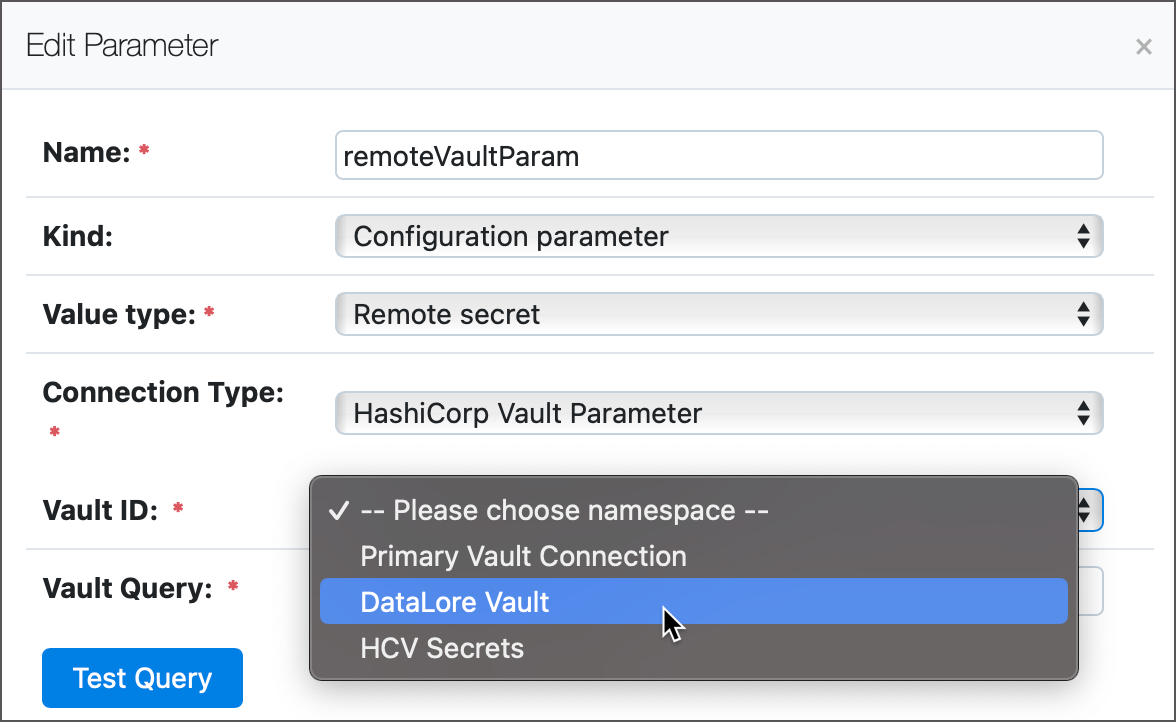 Edit Parameter ×
Name: * remoteVaultParam
Kind: Configuration parameter
Value type: * Remote secret
Connection Type: * HashiCorp Vault Parameter
Vault ID: * ✓ -- Please choose namespace --
Primary Vault Connection
DataLore Vault
HCV Secrets
Vault Query: *
Test Query